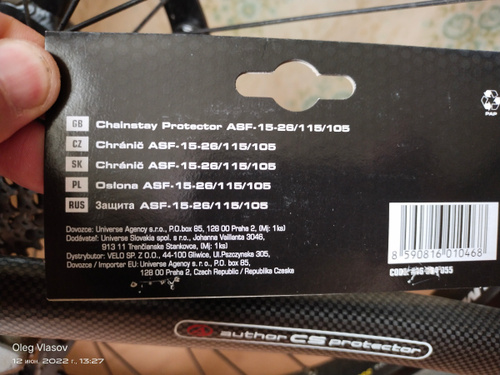 GB Chainstay Protector ASF-15-26/115/105
CZ Chránič ASF-15-26/115/105
SK Chránič ASF-15-26/115/105
PL Osłona ASF-15-26/115/105
RUS Защита ASF-15-26/115/105
PAP
Dovozce: Universe Agency s.r.o., P.O.box 85, 128 00 Praha 2, (Mj: 1ks)
Dodávateľ: Universe Slovakia spol. s r.o., Johanna Vaillanta 3046,
913 11 Trenčianske Stankovce, (Mj: 1ks)
Dystrybutor: VELO SP. Z O.O., 44-100 Gliwice, Ul.Pszczynska 305,
Dovozce / Importer EU: Universe Agency s. r. o., P.O. box 85,
128 00 Praha 2, Czech Republic / Republika Czeska
8 590816 010468
CODE:
author CS protector
Oleg Vlasov
12 июн. 2022 г., 13:27